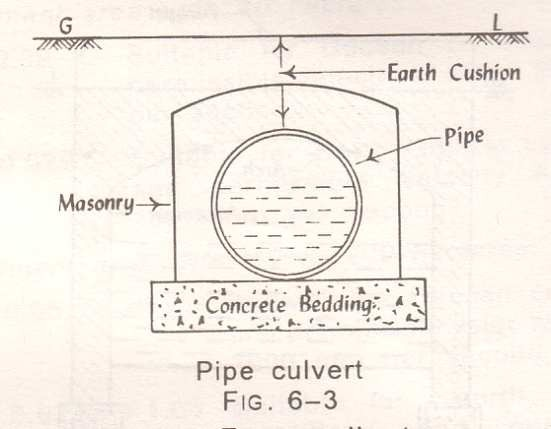 G L
Earth Cushion
Pipe
Masonry
Concrete Bedding
Pipe culvert
FIG. 6–3